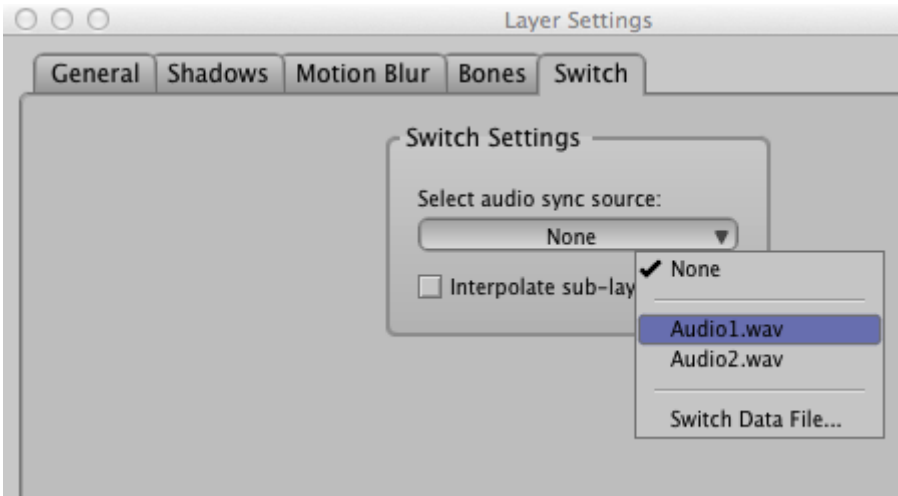 Layer Settings
General Shadows Motion Blur Bones Switch
Switch Settings
Select audio sync source:
None
None
Interpolate sub-lay
Audio1.wav
Audio2.wav
Switch Data File...